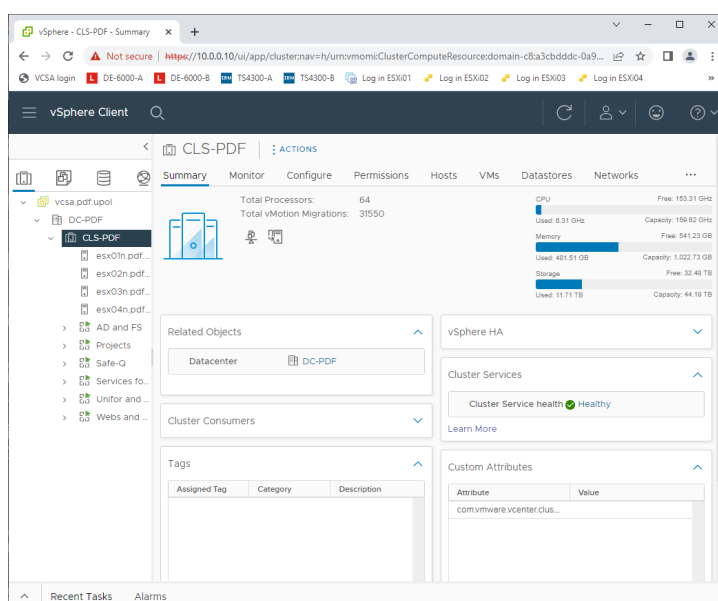 vSphere - CLS-PDF - Summary
Not secure | https://10.0.0.10/ui/app/cluster;nav=h/urn:vmomi:ClusterComputeResource:domain-c8:a3cbdddc-0a9...
VCSA login DE-6000-A DE-6000-B TS4300-A TS4300-B Log in ESXi01 Log in ESXi02 Log in ESXi03 Log in ESXi04 »
vSphere Client
CLS-PDF ACTIONS
Summary Monitor Configure Permissions Hosts VMs Datastores Networks ...
vcsa.pdf.upol
DC-PDF
CLS-PDF
esx01n.pdf....
esx02n.pdf...
esx03n.pdf...
esx04n.pdf...
AD and FS
Projects
Safe-Q
Services fo...
Unifor and ...
Webs and ...
Total Processors: 64
Total vMotion Migrations: 31550
CPU Free: 153.31 GHz
Used: 6.31 GHz Capacity: 159.62 GHz
Memory Free: 541.23 GB
Used: 481.51 GB Capacity: 1,022.73 GB
Storage Free: 32.48 TB
Used: 11.71 TB Capacity: 44.19 TB
Related Objects
Datacenter DC-PDF
Cluster Consumers
Tags
Assigned Tag Category Description
vSphere HA
Cluster Services
Cluster Service health Healthy
Learn More
Custom Attributes
Attribute Value
com.vmware.vcenter.clus...
Recent Tasks Alarms